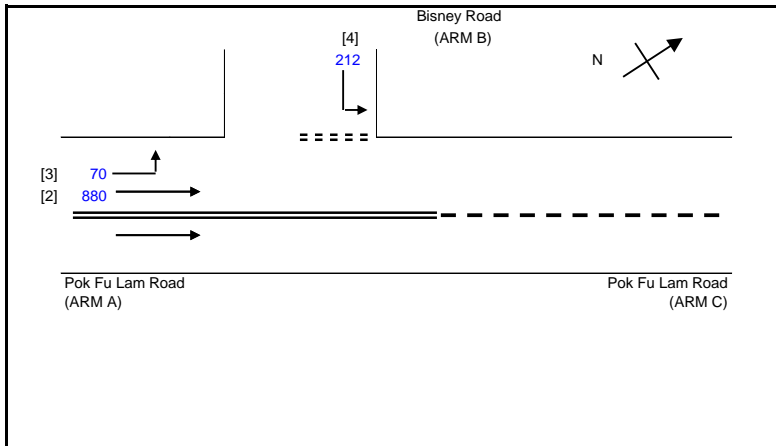 Bisney Road
[4] (ARM B)
212
N
[3] 70
[2] 880
Pok Fu Lam Road
(ARM A)
Pok Fu Lam Road
(ARM C)